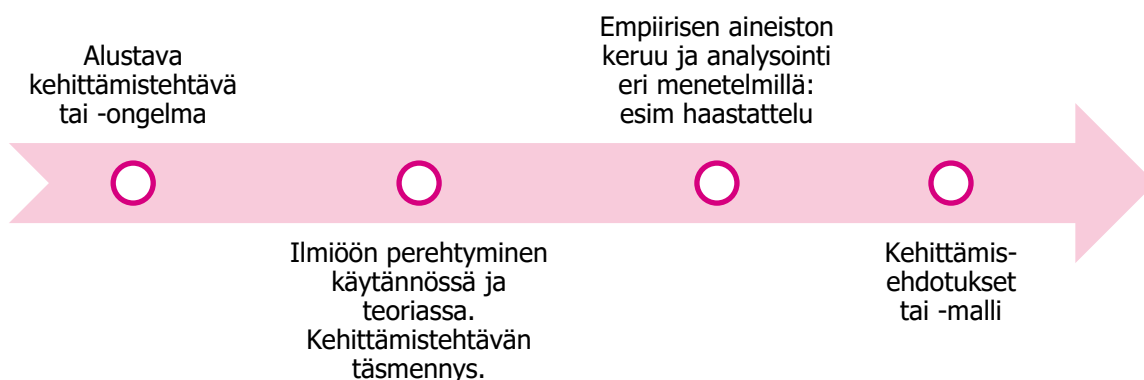 Alustava
kehittämistehtävä
tai -ongelma
Ilmiöön perehtyminen
käytännössä ja
teoriassa.
Kehittämistehtävän
täsmennys.
Empiirisen aineiston
keruu ja analysointi
eri menetelmillä:
esim haastattelu
Kehittämis-
ehdotukset
tai -malli